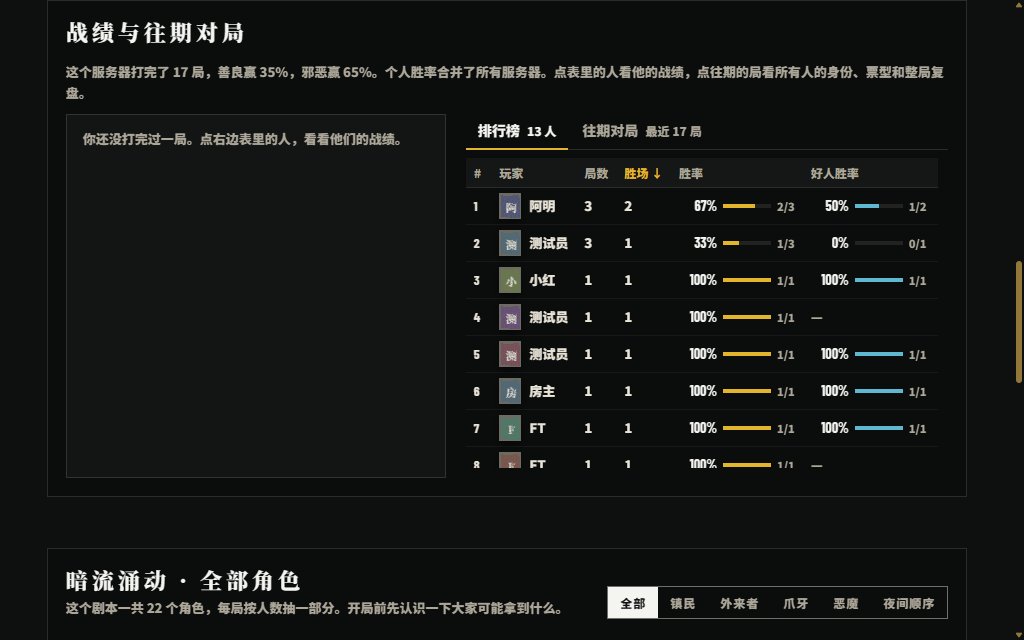 战绩与往期对局
这个服务器打完了 17 局，善良赢 35%，邪恶赢 65%。个人胜率合并了所有服务器。点表里的人看他的战绩，点往期的局看所有人的身份、票型和整局复
盘。
你还没打完过一局。点右边表里的人，看看他们的战绩。
排行榜 13 人 往期对局 最近 17 局
# 玩家 局数 胜场 ↓ 胜率 好人胜率
1 阿 阿明 3 2 67% 2/3 50% 1/2
2 测 测试员 3 1 33% 1/3 0% 0/1
3 小 小红 1 1 100% 1/1 100% 1/1
4 测 测试员 1 1 100% 1/1 —
5 测 测试员 1 1 100% 1/1 100% 1/1
6 房 房主 1 1 100% 1/1 100% 1/1
7 F FT 1 1 100% 1/1 100% 1/1
8 F FT 1 1 100% 1/1 —
暗流涌动 · 全部角色
这个剧本一共 22 个角色，每局按人数抽一部分。开局前先认识一下大家可能拿到什么。
全部 镇民 外来者 爪牙 恶魔 夜间顺序